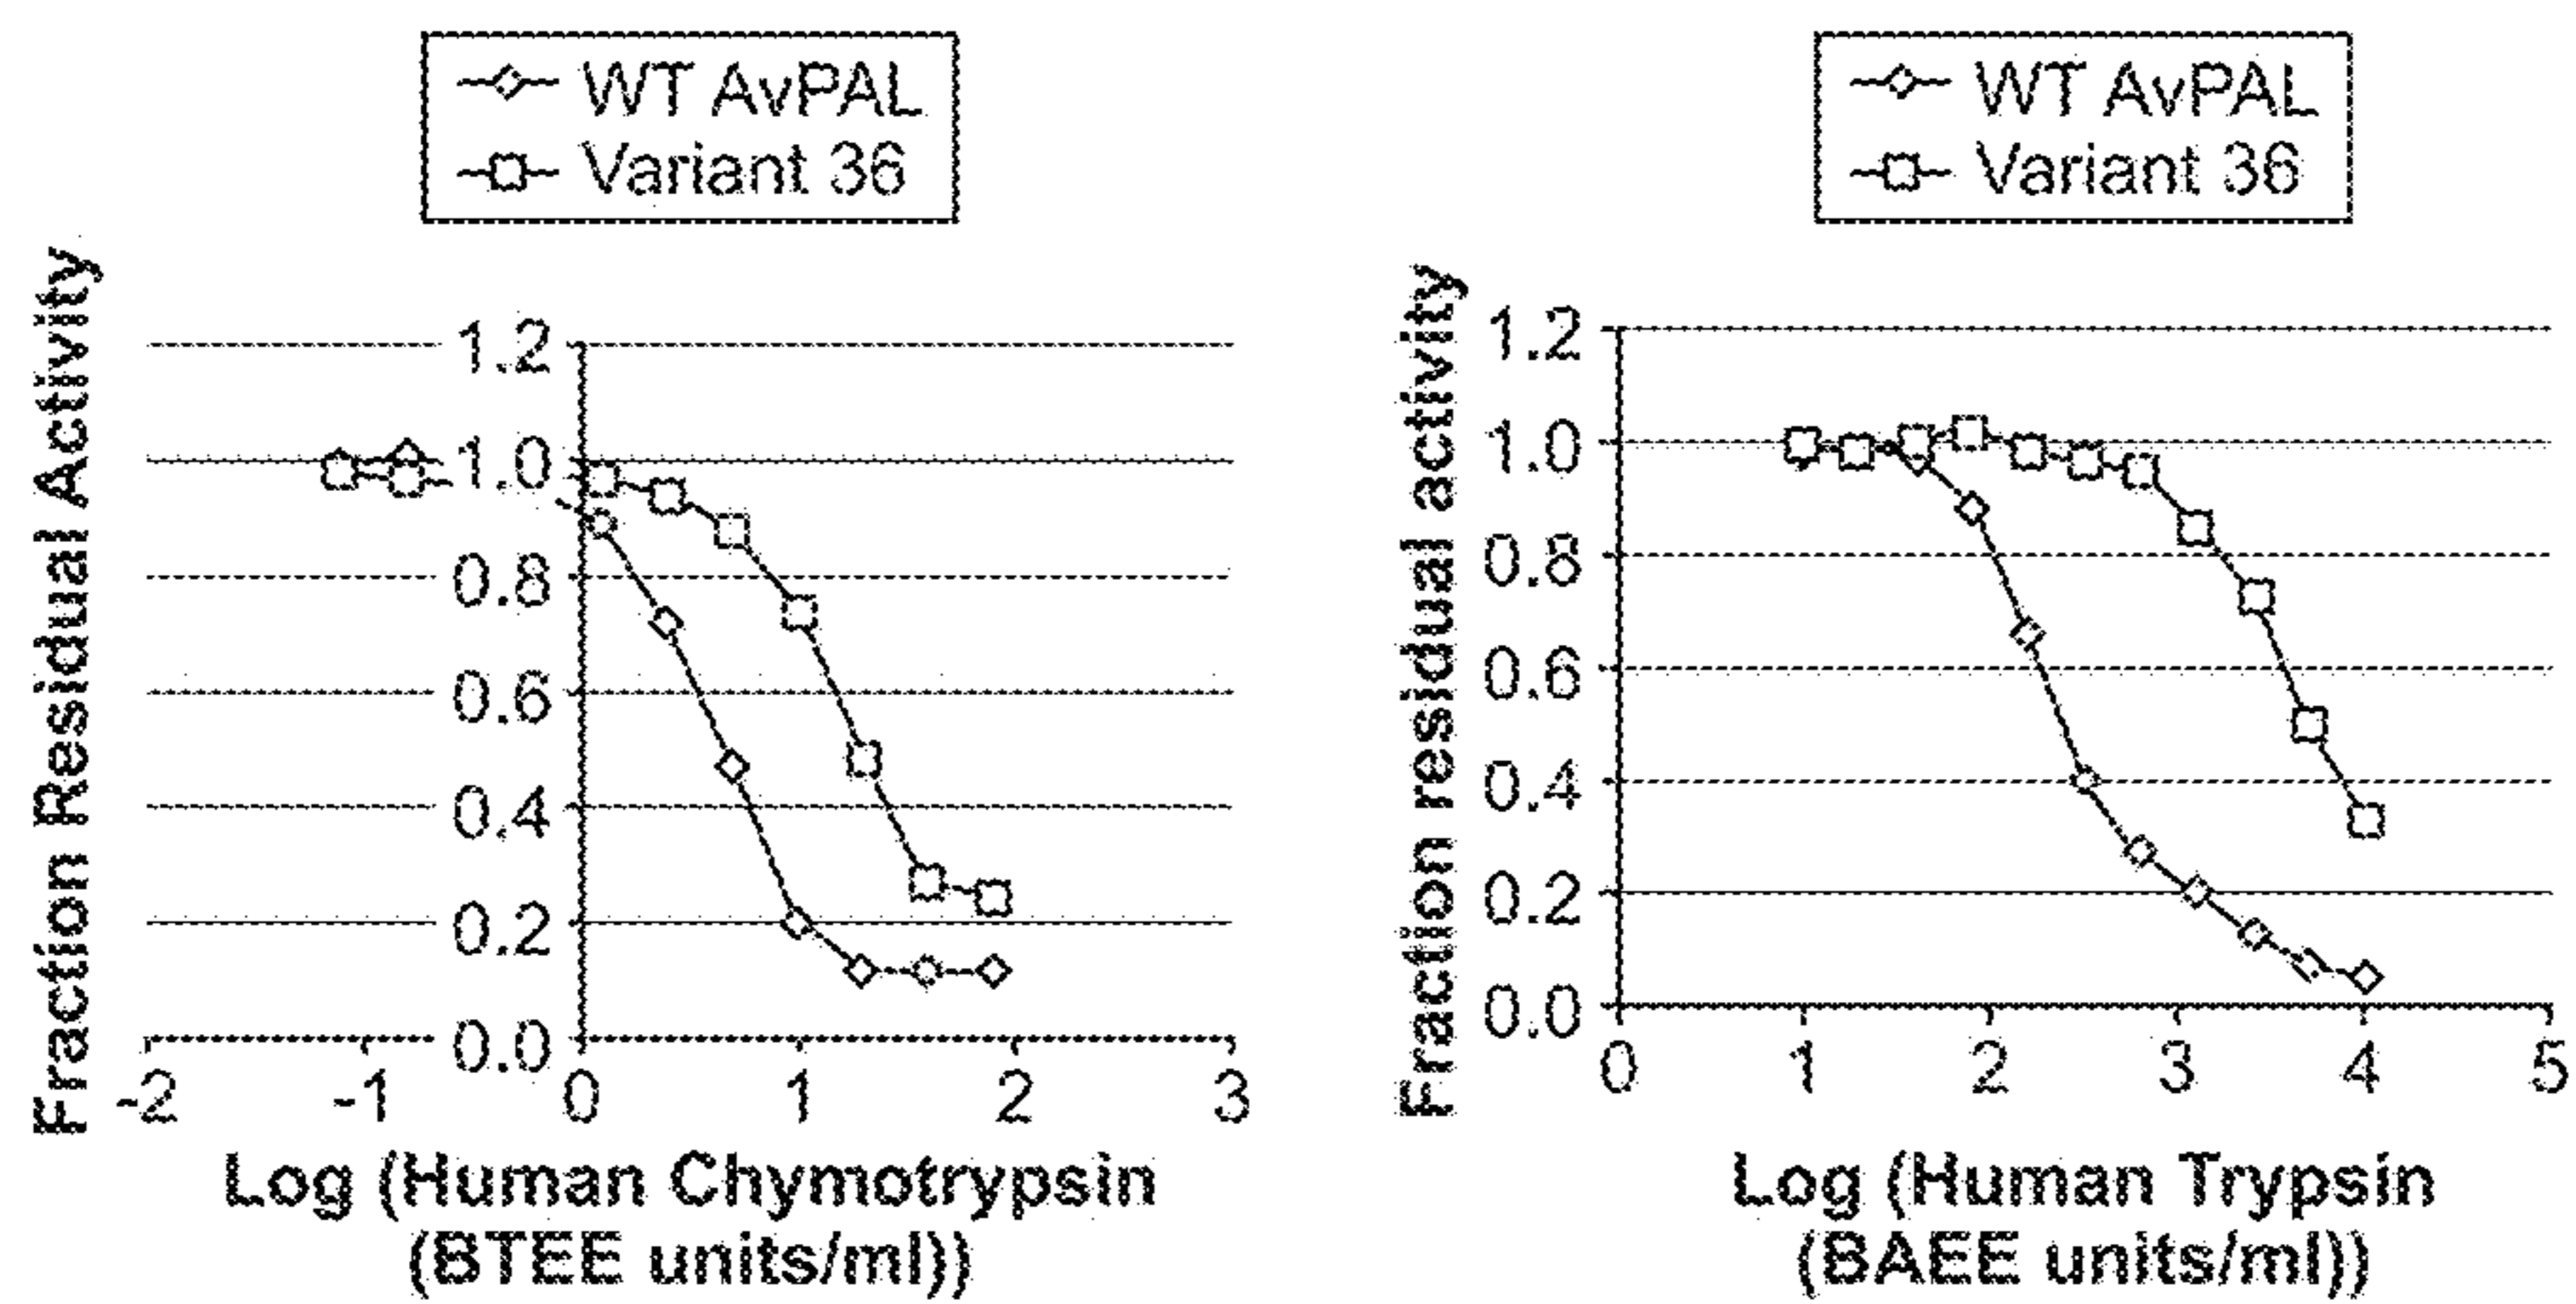 WT AvPAL
Variant 36
Fraction Residual Activity
1.2
1.0
0.8
0.6
0.4
0.2
0.0
-2 -1 0 1 2 3
Log (Human Chymotrypsin
(BTEE units/ml))
WT AvPAL
Variant 36
Fraction residual activity
1.2
1.0
0.8
0.6
0.4
0.2
0.0
0 1 2 3 4 5
Log (Human Trypsin
(BAEE units/ml))